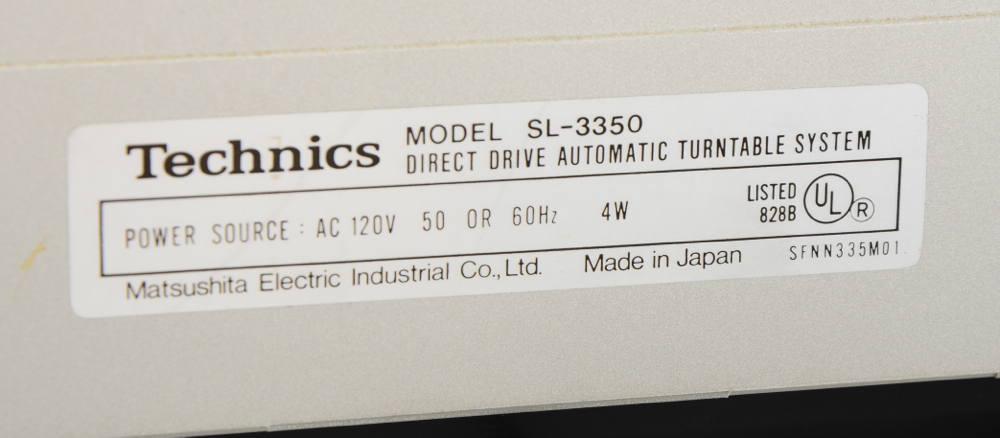 Technics
MODEL SL-3350
DIRECT DRIVE AUTOMATIC TURNTABLE SYSTEM
POWER SOURCE: AC 120V 50 OR 60Hz 4W
LISTED
828B
UL ®
Matsushita Electric Industrial Co., Ltd. Made in Japan
SFNN335M01